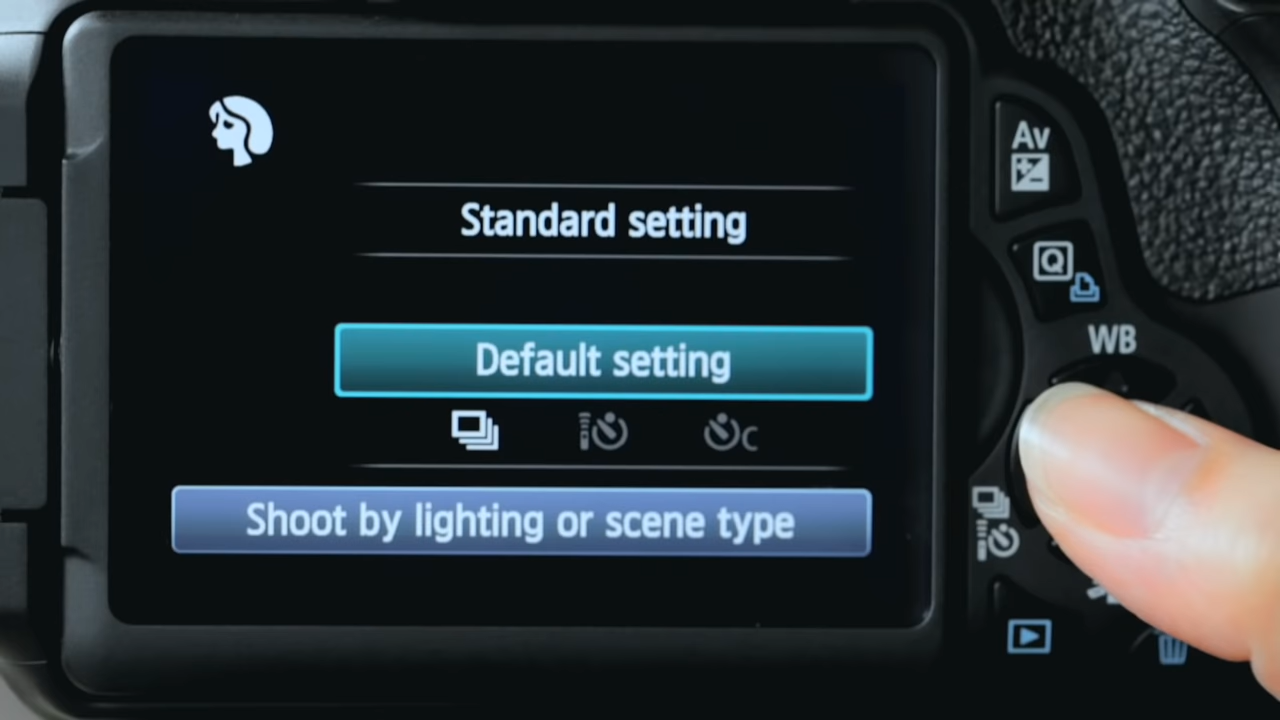 Standard setting
Default setting
C
Shoot by lighting or scene type
Av
Q
WB